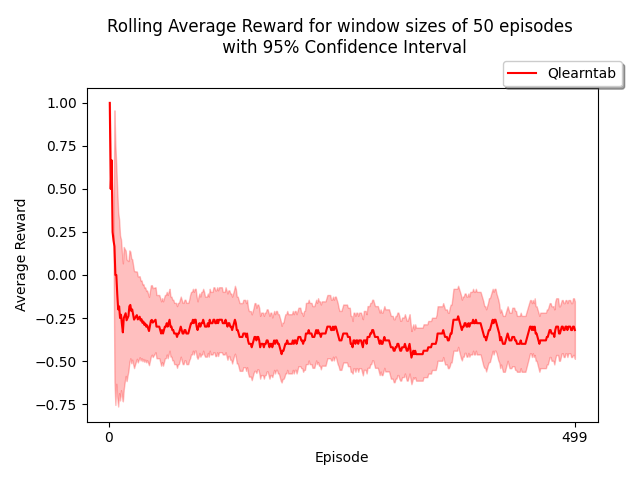 Rolling Average Reward for window sizes of 50 episodes
with 95% Confidence Interval
Qlearntab
1.00
0.75
0.50
0.25
0.00
−0.25
−0.50
−0.75
Average Reward
0
499
Episode